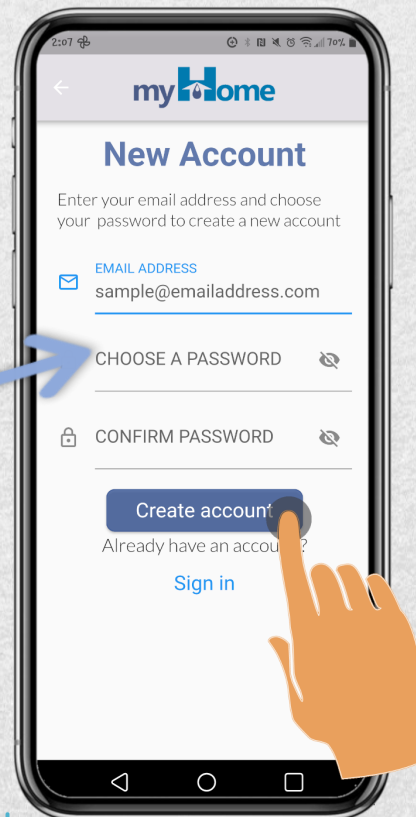 2:07 70%
myHome
New Account
Enter your email address and choose
your password to create a new account
EMAIL ADDRESS
sample@emailaddress.com
CHOOSE A PASSWORD
CONFIRM PASSWORD
Create account
Already have an accou ?
Sign in